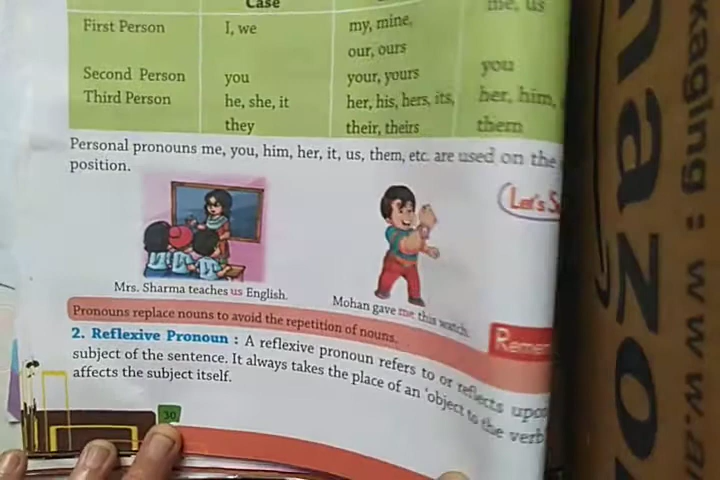 Case
me, us
First Person I, we my, mine,
our, ours
Second Person you your, yours you
Third Person he, she, it her, his, hers, its, her, him,
they their, theirs them
Personal pronouns me, you, him, her, it, us, them, etc. are used on the
position.
Let's
Mrs. Sharma teaches us English.
Mohan gave me this watch.
Pronouns replace nouns to avoid the repetition of nouns.
2. Reflexive Pronoun : A reflexive pronoun refers to or reflects upon
subject of the sentence. It always takes the place of an 'object to the verb
affects the subject itself.
30
kaging : www.a
mazo